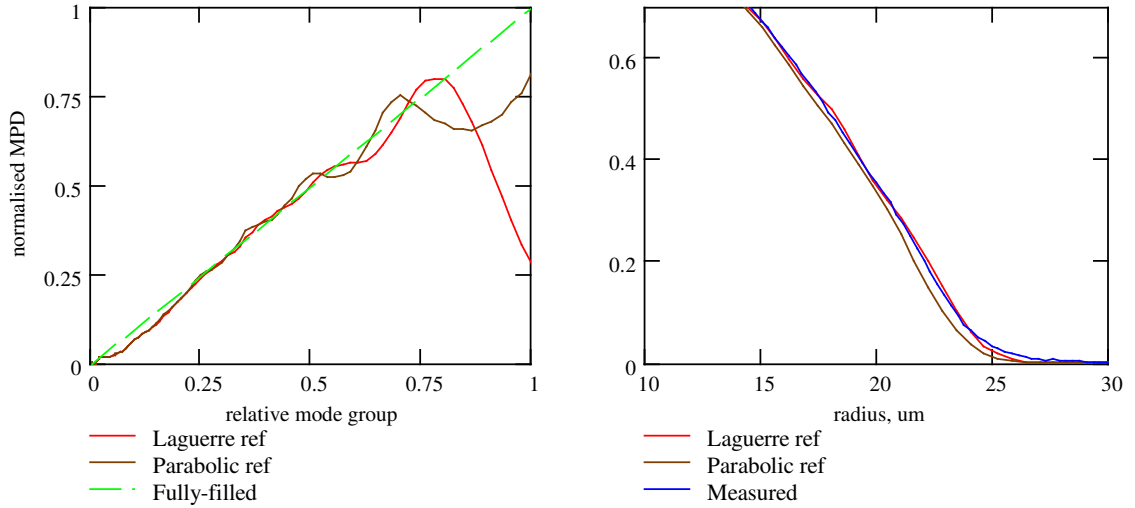 1
0.75
0.5
0.25
0
normalised MPD
0
0.25
0.5
0.75
1
relative mode group
Laguerre ref
Parabolic ref
Fully-filled
0.6
0.4
0.2
0
10
15
20
25
30
radius, um
Laguerre ref
Parabolic ref
Measured